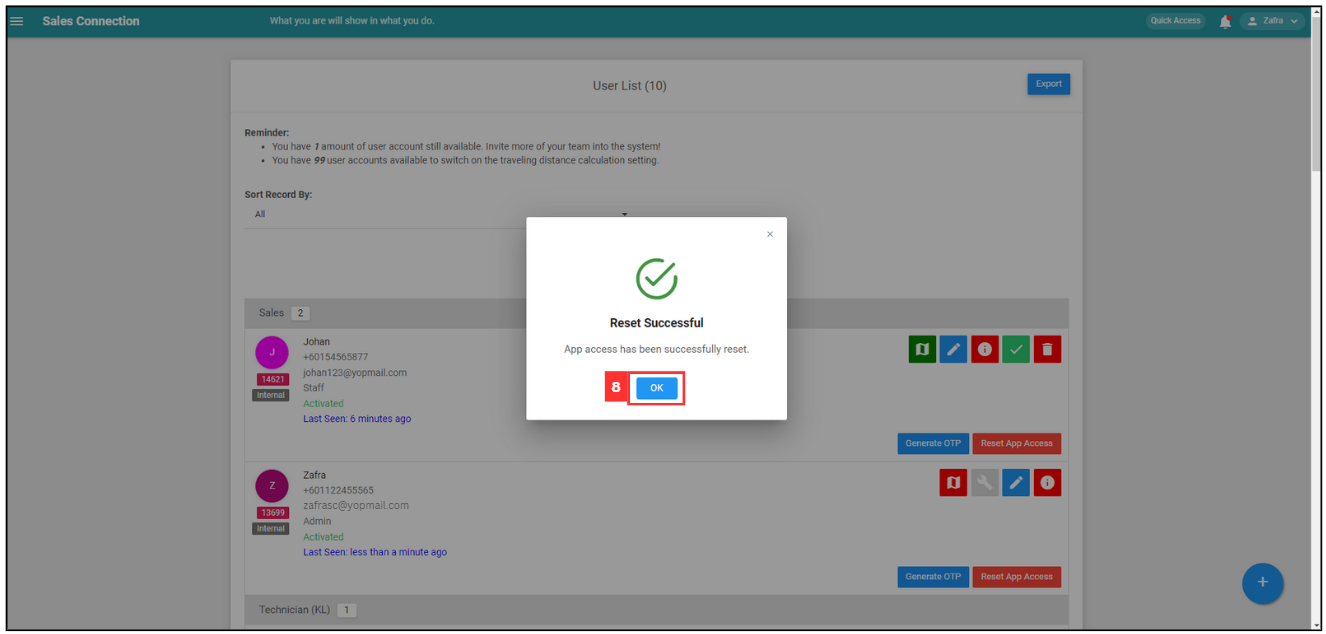 Sales Connection
What you are will show in what you do.
Quick Access
Zafra
User List (10)
Export
Reminder:
You have 1 amount of user account still available. Invite more of your team into the system!
You have 99 user accounts available to switch on the traveling distance calculation setting.
Sort Record By:
All
×
Reset Successful
App access has been successfully reset.
8 OK
Sales 2
J
14621
Internal
Johan
+60154565877
johan123@yopmail.com
Staff
Activated
Last Seen: 6 minutes ago
Generate OTP Reset App Access
Z
13699
Internal
Zafra
+601122455565
zafrasc@yopmail.com
Admin
Activated
Last Seen: less than a minute ago
Generate OTP Reset App Access
+
Technician (KL) 1